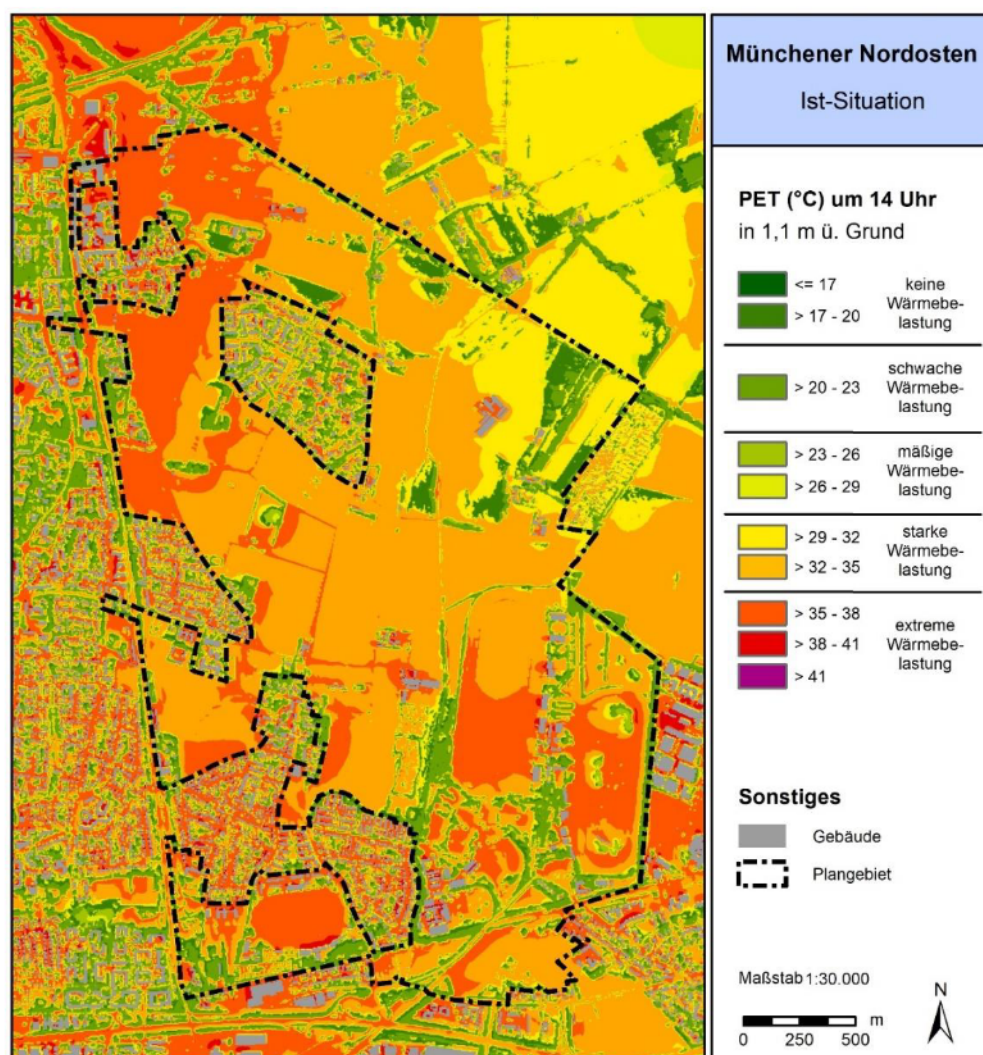 Münchener Nordosten
Ist-Situation
PET (°C) um 14 Uhr
in 1,1 m ü. Grund
<= 17
keine
Wärmebe-
lastung
> 17 - 20
> 20 - 23
schwache
Wärmebe-
lastung
> 23 - 26
mäßige
Wärmebe-
lastung
> 26 - 29
> 29 - 32
starke
Wärmebe-
lastung
> 32 - 35
> 35 - 38
> 38 - 41
extreme
Wärmebe-
lastung
> 41
Sonstiges
Gebäude
Plangebiet
Maßstab 1:30.000
N
m
0 250 500